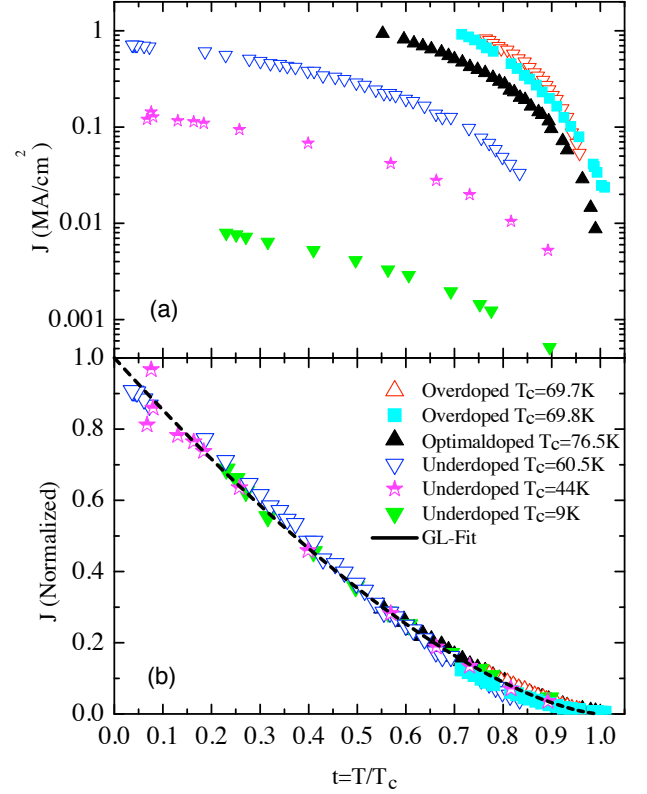 1
0.1
0.01
0.001
J (MA/cm²)
(a)
1.0
0.8
0.6
0.4
0.2
0.0
J (Normalized)
Overdoped Tc=69.7K
Overdoped Tc=69.8K
Optimaldoped Tc=76.5K
Underdoped Tc=60.5K
Underdoped Tc=44K
Underdoped Tc=9K
GL-Fit
(b)
0.0 0.1 0.2 0.3 0.4 0.5 0.6 0.7 0.8 0.9 1.0
t=T/Tc